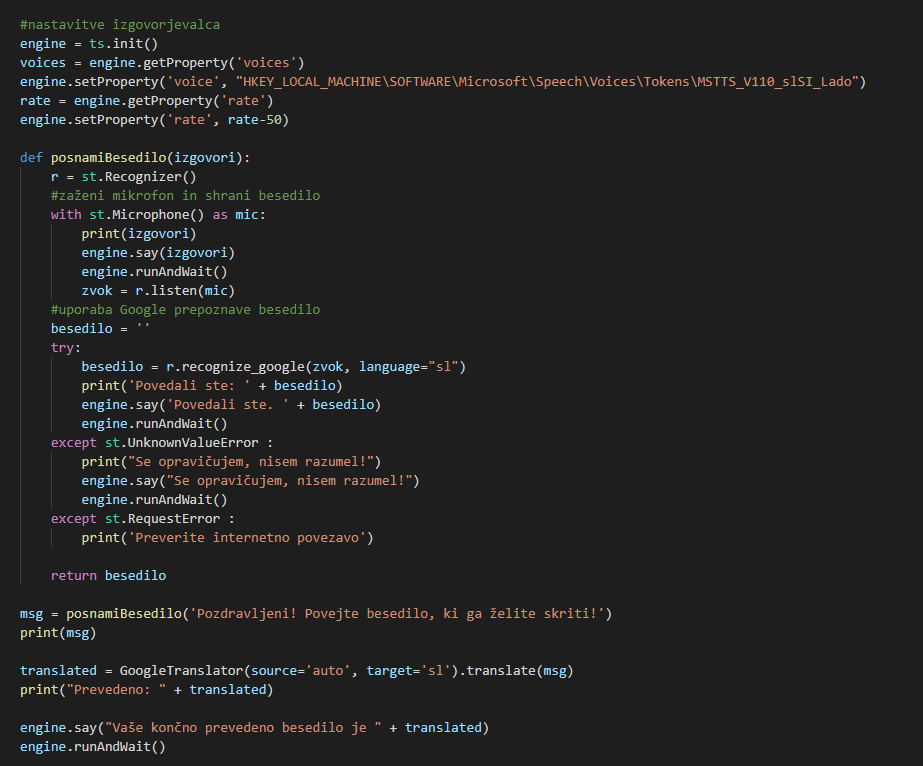 #nastavitve izgovorjevalca
engine = ts.init()
voices = engine.getProperty('voices')
engine.setProperty('voice', "HKEY_LOCAL_MACHINE\SOFTWARE\Microsoft\Speech\Voices\Tokens\MSTTS_V110_slSI_Lado")
rate = engine.getProperty('rate')
engine.setProperty('rate', rate-50)

def posnamiBesedilo(izgovori):
    r = st.Recognizer()
    #zaženi mikrofon in shrani besedilo
    with st.Microphone() as mic:
        print(izgovori)
        engine.say(izgovori)
        engine.runAndWait()
        zvok = r.listen(mic)
    #uporaba Google prepoznave besedilo
    besedilo = ''
    try:
        besedilo = r.recognize_google(zvok, language="sl")
        print('Povedali ste: ' + besedilo)
        engine.say('Povedali ste. ' + besedilo)
        engine.runAndWait()
    except st.UnknownValueError :
        print("Se opravičujem, nisem razumel!")
        engine.say("Se opravičujem, nisem razumel!")
        engine.runAndWait()
    except st.RequestError :
        print('Preverite internetno povezavo')

    return besedilo

msg = posnamiBesedilo('Pozdravljeni! Povejte besedilo, ki ga želite skriti!')
print(msg)

translated = GoogleTranslator(source='auto', target='sl').translate(msg)
print("Prevedeno: " + translated)

engine.say("Vaše končno prevedeno besedilo je " + translated)
engine.runAndWait()